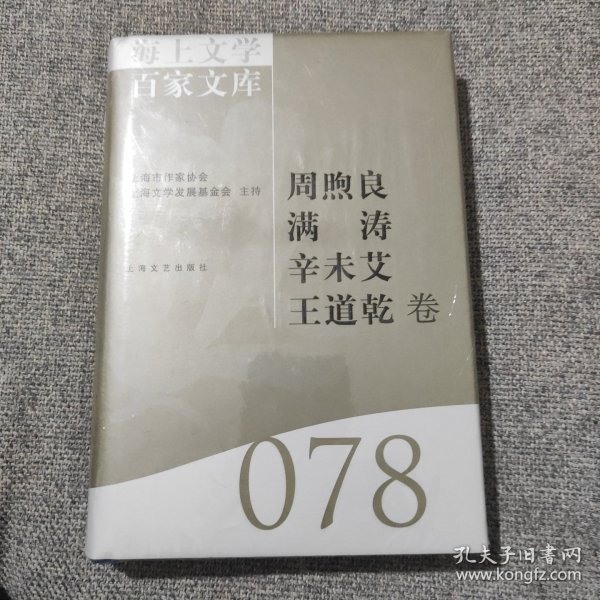 海上文学
百家文库
上海市作家协会
上海文学发展基金会 主持
上海文艺出版社
周煦良
满 涛
辛未艾
王道乾 卷
078
孔夫子旧书网
www.kongfz.com